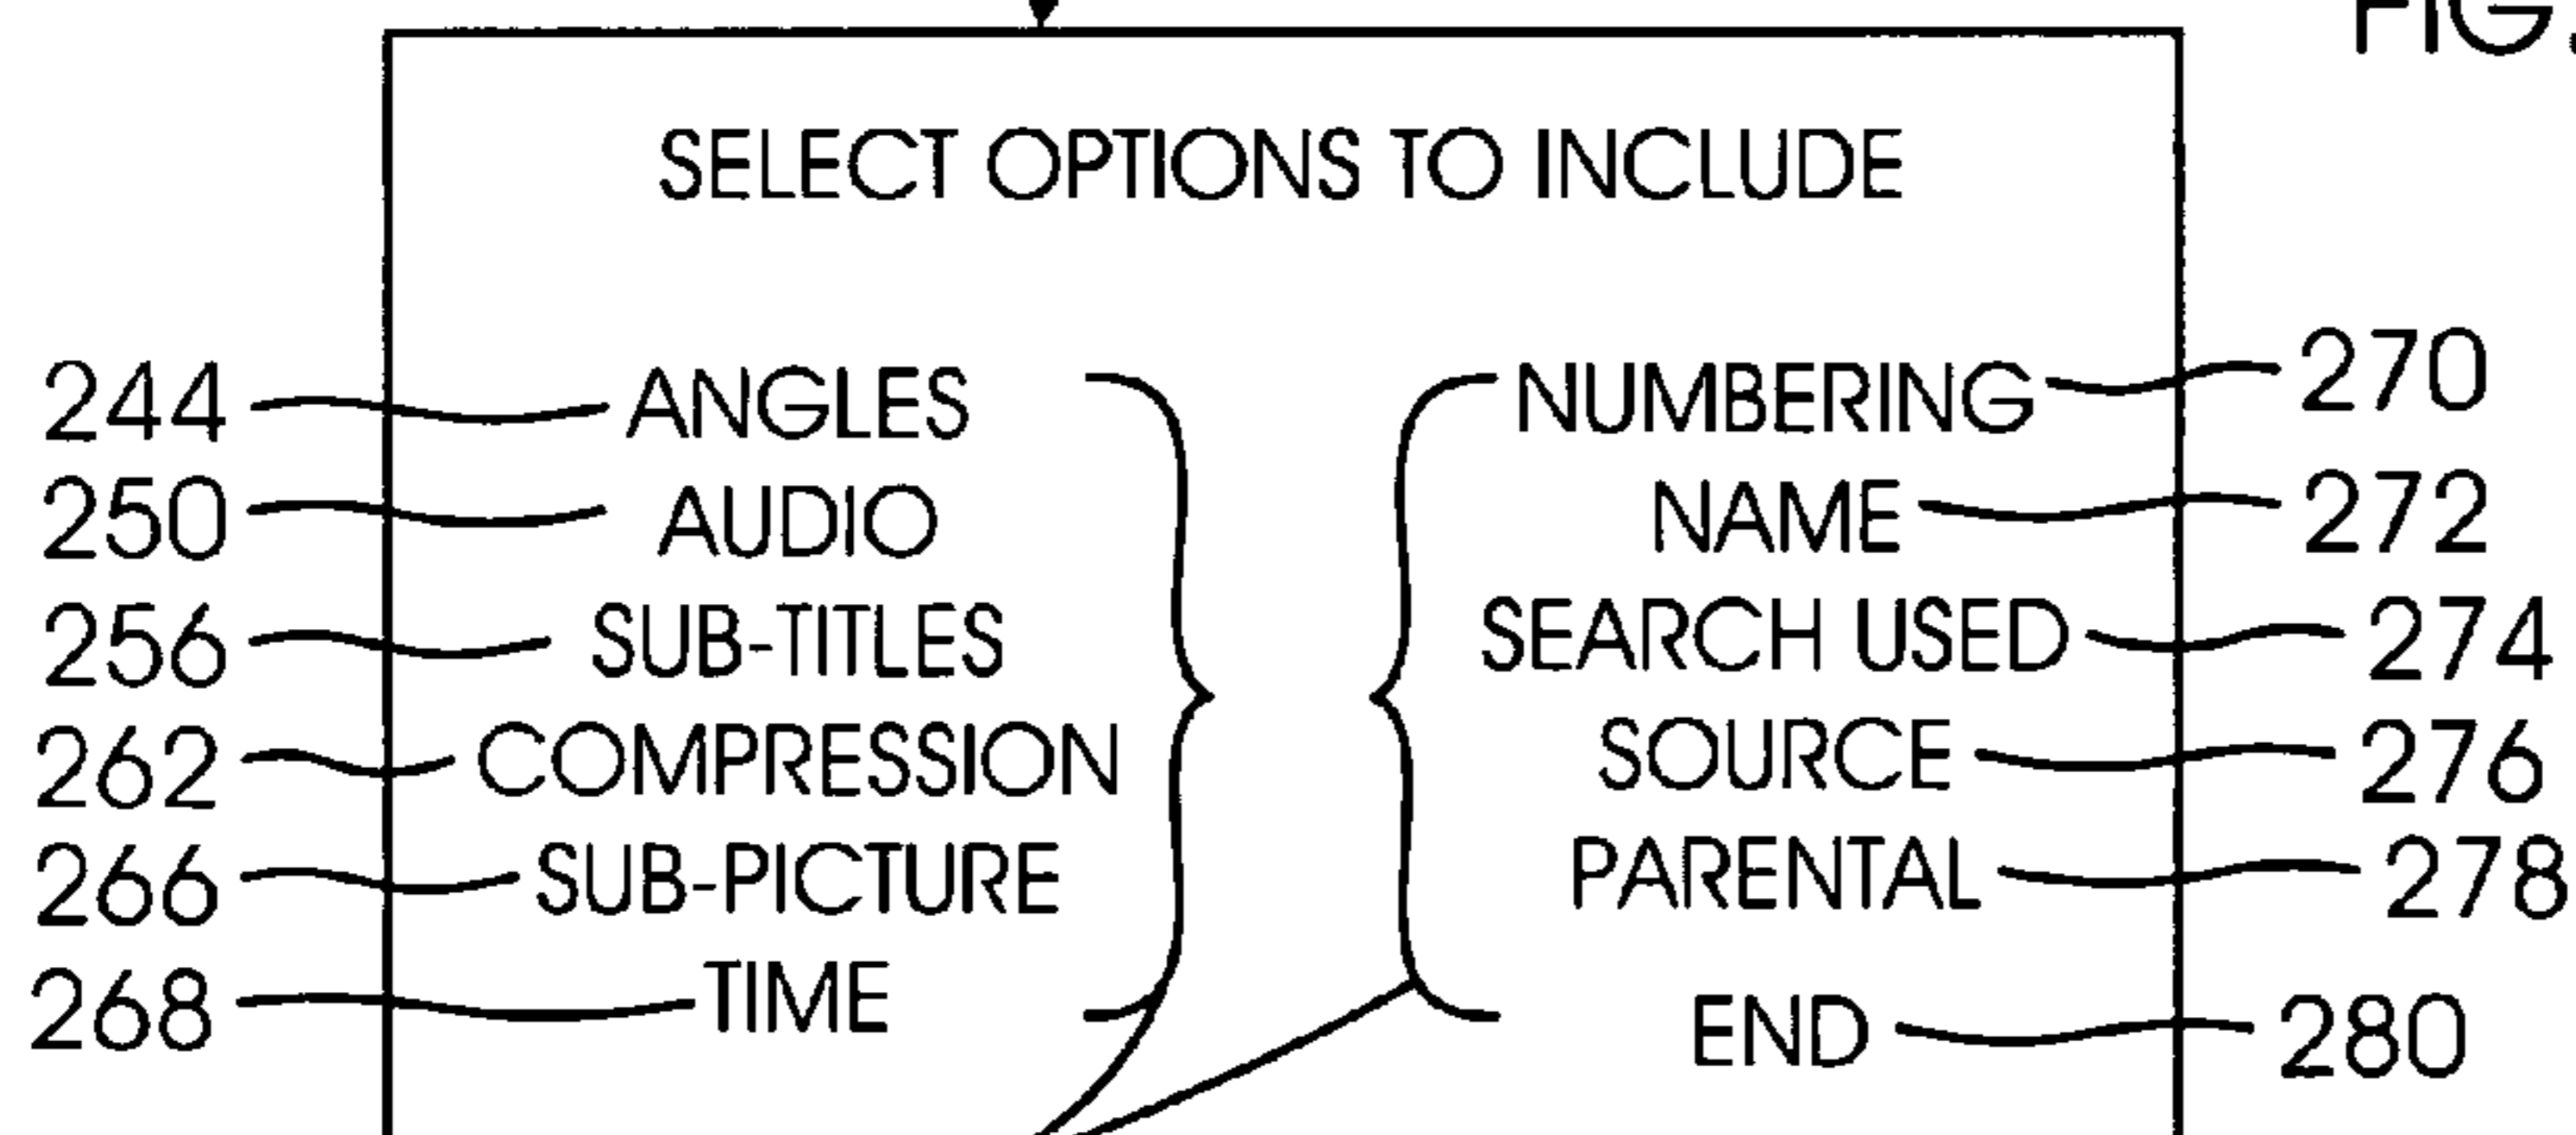 FIG.
SELECT OPTIONS TO INCLUDE
244 ANGLES NUMBERING 270
250 AUDIO NAME 272
256 SUB-TITLES SEARCH USED 274
262 COMPRESSION SOURCE 276
266 SUB-PICTURE PARENTAL 278
268 TIME END 280